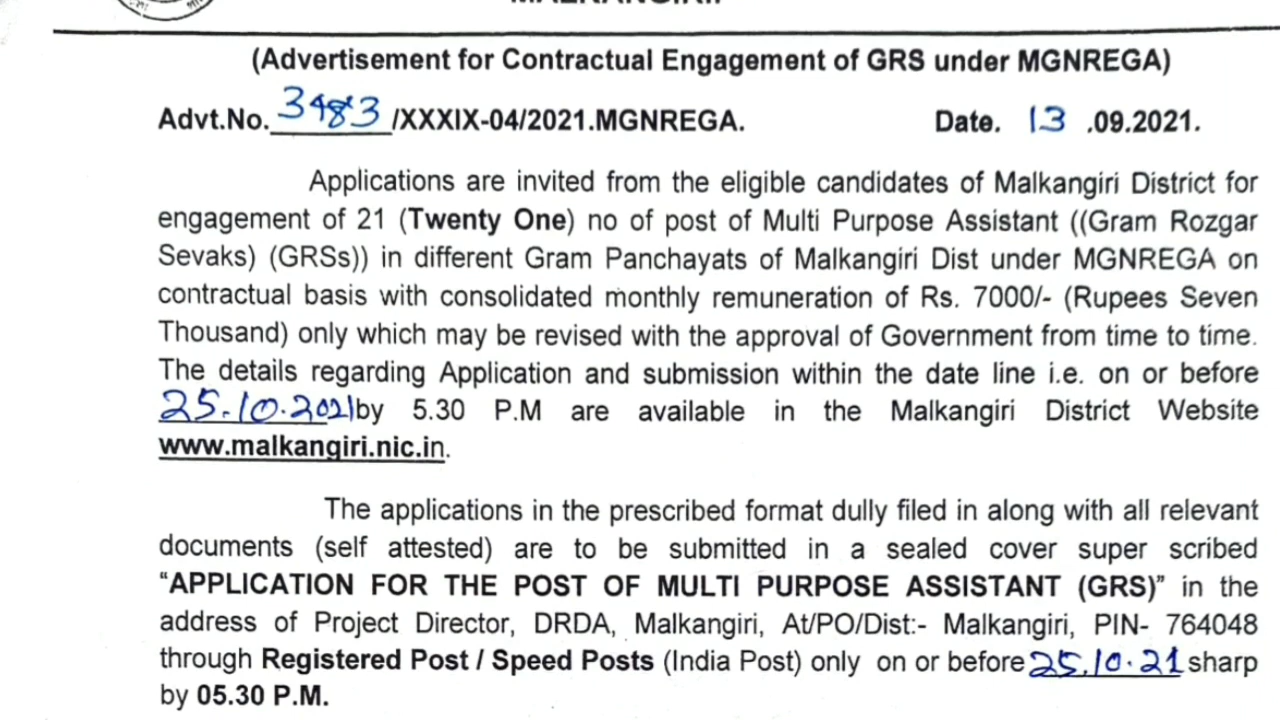 MALKANGIRI.
(Advertisement for Contractual Engagement of GRS under MGNREGA)
Advt.No. 3483 /XXXIX-04/2021.MGNREGA. Date. 13 .09.2021.
Applications are invited from the eligible candidates of Malkangiri District for
engagement of 21 (Twenty One) no of post of Multi Purpose Assistant ((Gram Rozgar
Sevaks) (GRSs)) in different Gram Panchayats of Malkangiri Dist under MGNREGA on
contractual basis with consolidated monthly remuneration of Rs. 7000/- (Rupees Seven
Thousand) only which may be revised with the approval of Government from time to time.
The details regarding Application and submission within the date line i.e. on or before
25.10.2021 by 5.30 P.M are available in the Malkangiri District Website
www.malkangiri.nic.in.
The applications in the prescribed format dully filed in along with all relevant
documents (self attested) are to be submitted in a sealed cover super scribed
“APPLICATION FOR THE POST OF MULTI PURPOSE ASSISTANT (GRS)” in the
address of Project Director, DRDA, Malkangiri, At/PO/Dist:- Malkangiri, PIN- 764048
through Registered Post / Speed Posts (India Post) only on or before 25.10.21 sharp
by 05.30 P.M.